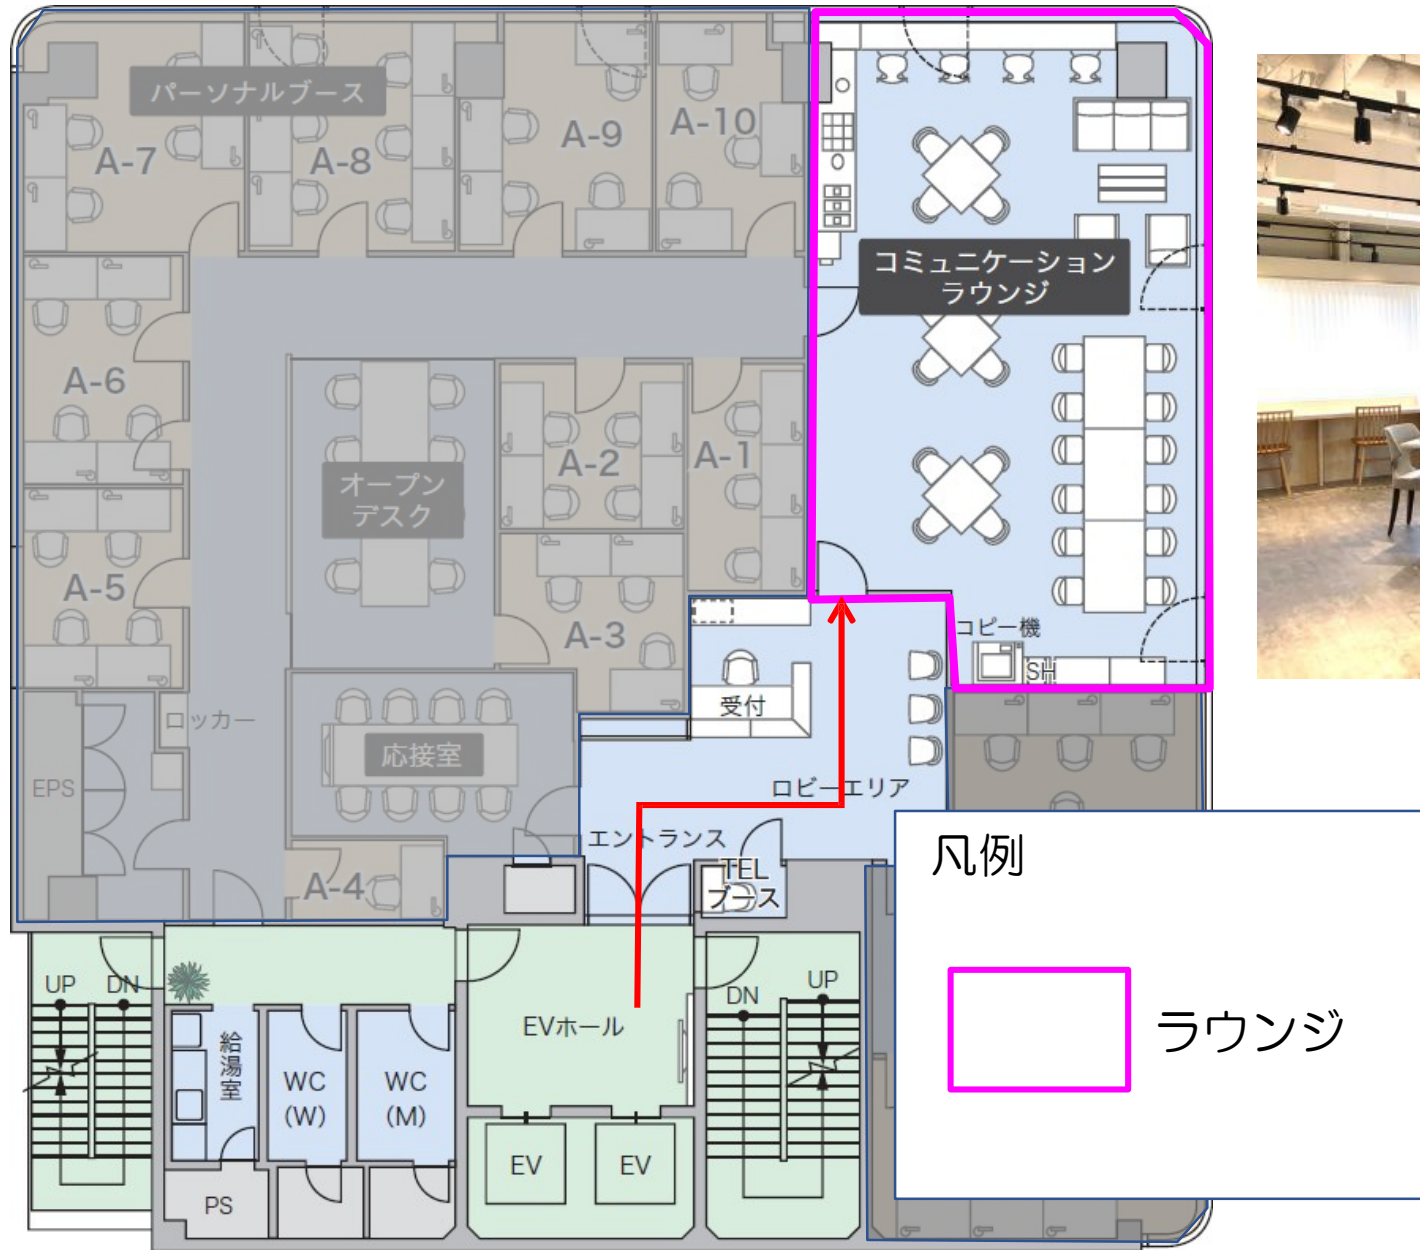 パーソナルブース
A-7
A-8
A-9
A-10
コミュニケーション
ラウンジ
A-6
A-5
オープン
デスク
A-2
A-1
A-3
コピー機
SH
受付
ロッカー
EPS
応接室
ロビーエリア
エントランス
TEL
ブース
A-4
凡例
ラウンジ
UP
DN
EVホール
DN
UP
給湯室
WC
(W)
WC
(M)
EV
EV
PS